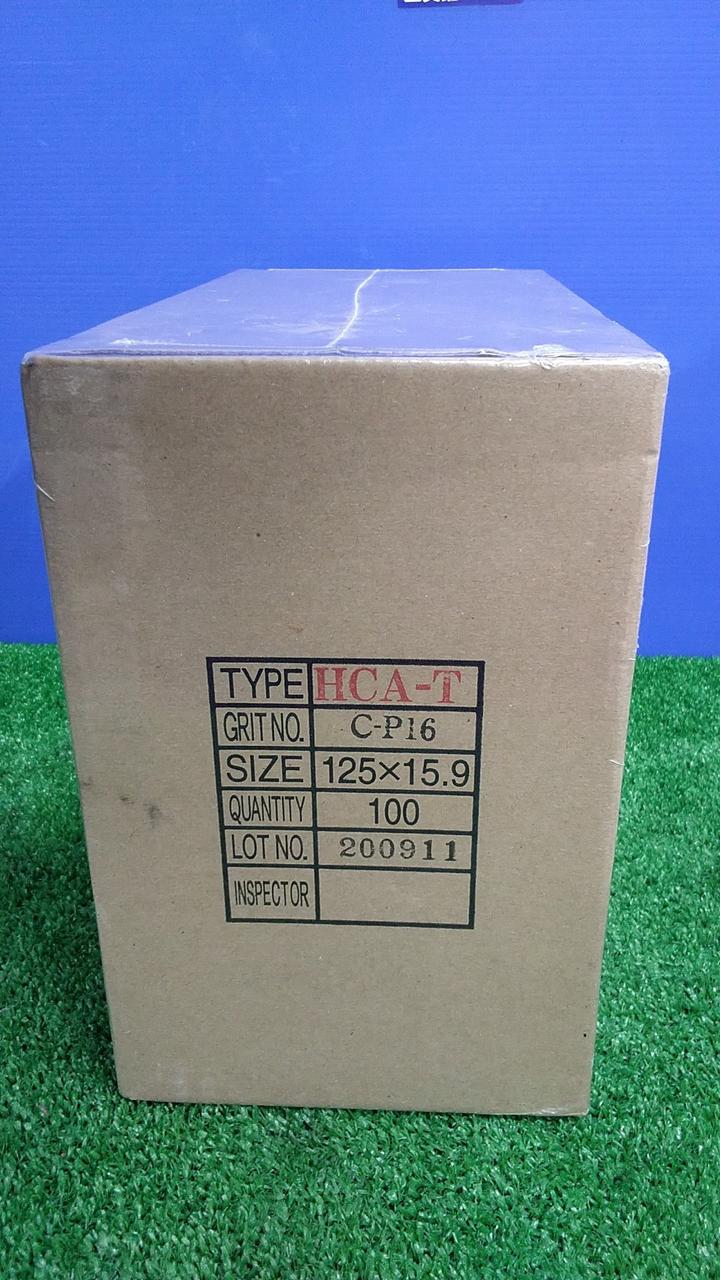 TYPE HCA-T
GRIT NO. C-P16
SIZE 125×15.9
QUANTITY 100
LOT NO. 200911
INSPECTOR